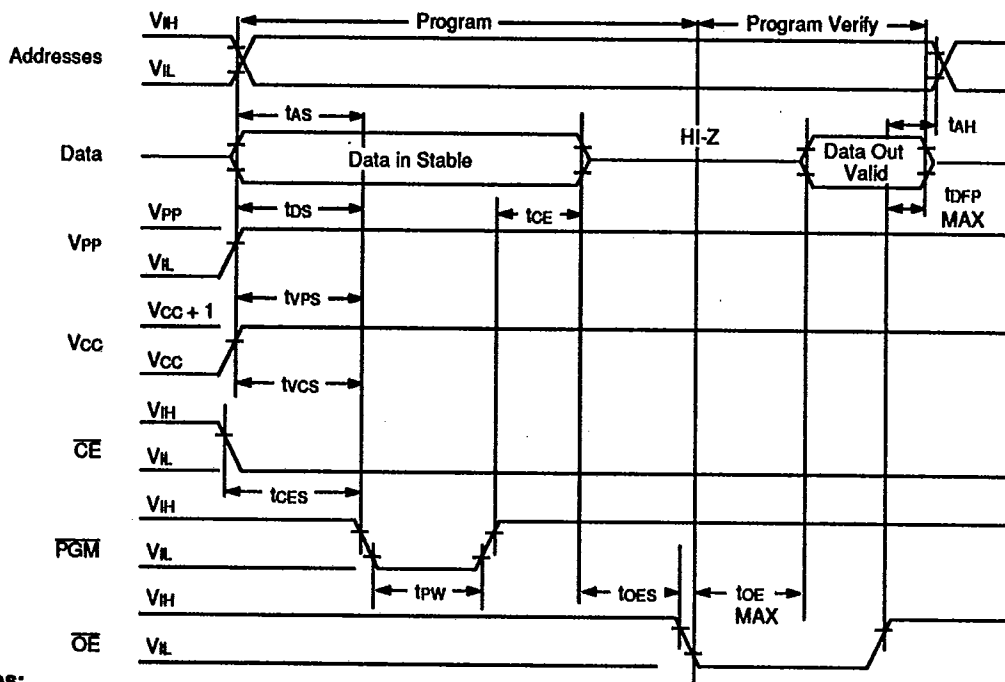 Program
Program Verify
VIH
Addresses
VIL
tAS
tAH
HI-Z
Data
Data in Stable
Data Out
Valid
VPP
tDS
tCE
tDFP
MAX
VPP
VIL
tVPS
VCC + 1
VCC
VCC
tVCS
VIH
CE
VIL
tCES
VIH
PGM
VIL
tPW
tOES
tOE
MAX
VIH
OE
VIL